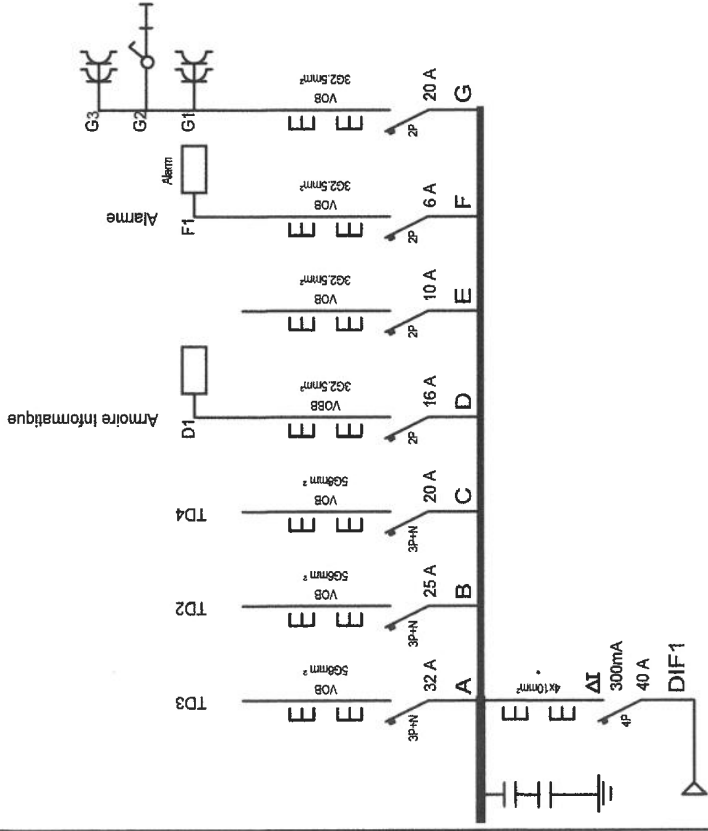 G3
G2
G1
3G2.5mm²
VOB
2P
20 A
G
Alarme
Alarm
F1
3G2.5mm²
VOB
2P
6 A
F
3G2.5mm²
VOB
2P
10 A
E
Armoire Informatique
D1
3G2.5mm²
VOBB
2P
16 A
D
TD4
5G6mm²
VOB
3P+N
20 A
C
TD2
5G6mm²
VOB
3P+N
25 A
B
TD3
5G6mm²
VOB
3P+N
32 A
A
4x10mm²
ΔI
300mA
4P
40 A
DIF1